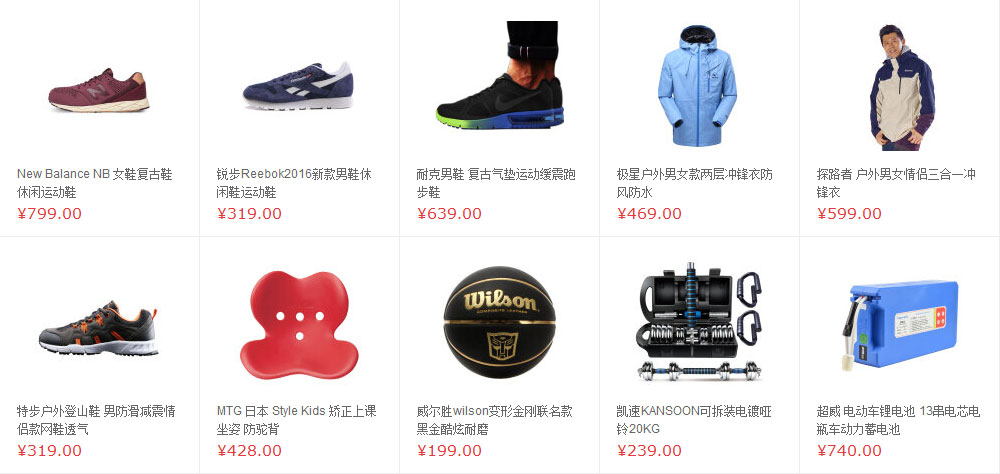 New Balance NB 女鞋复古鞋
休闲运动鞋
¥799.00
锐步Reebok2016新款男鞋休
闲鞋运动鞋
¥319.00
耐克男鞋 复古气垫运动缓震跑
步鞋
¥639.00
极星户外男女款两层冲锋衣防
风防水
¥469.00
探路者 户外男女情侣三合一冲
锋衣
¥599.00
Wilson
COMPOSITE LEATHER
特步户外登山鞋 男防滑减震情
侣款网鞋透气
¥319.00
MTG 日本 Style Kids 矫正上课
坐姿 防驼背
¥428.00
威尔胜wilson变形金刚联名款
黑金酷炫耐磨
¥199.00
凯速KANSOON可拆装电镀哑
铃20KG
¥239.00
超威 电动车锂电池 13串电芯电
瓶车动力蓄电池
¥740.00